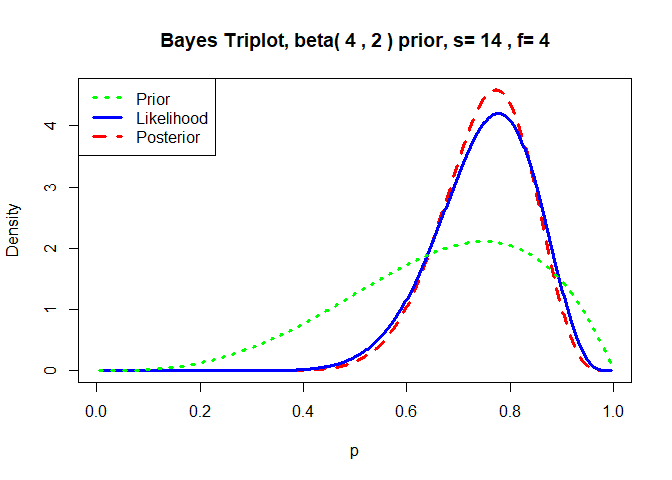 Bayes Triplot, beta( 4 , 2 ) prior, s= 14 , f= 4
Prior
Likelihood
Posterior
Density
0
1
2
3
4
0.0
0.2
0.4
0.6
0.8
1.0
p